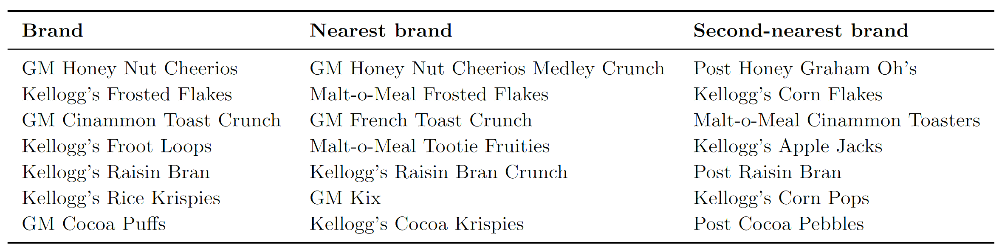 Brand Nearest brand Second-nearest brand
GM Honey Nut Cheerios GM Honey Nut Cheerios Medley Crunch Post Honey Graham Oh’s
Kellogg’s Frosted Flakes Malt-o-Meal Frosted Flakes Kellogg’s Corn Flakes
GM Cinammon Toast Crunch GM French Toast Crunch Malt-o-Meal Cinammon Toasters
Kellogg’s Froot Loops Malt-o-Meal Tootie Fruities Kellogg’s Apple Jacks
Kellogg’s Raisin Bran Kellogg’s Raisin Bran Crunch Post Raisin Bran
Kellogg’s Rice Krispies GM Kix Kellogg’s Corn Pops
GM Cocoa Puffs Kellogg’s Cocoa Krispies Post Cocoa Pebbles